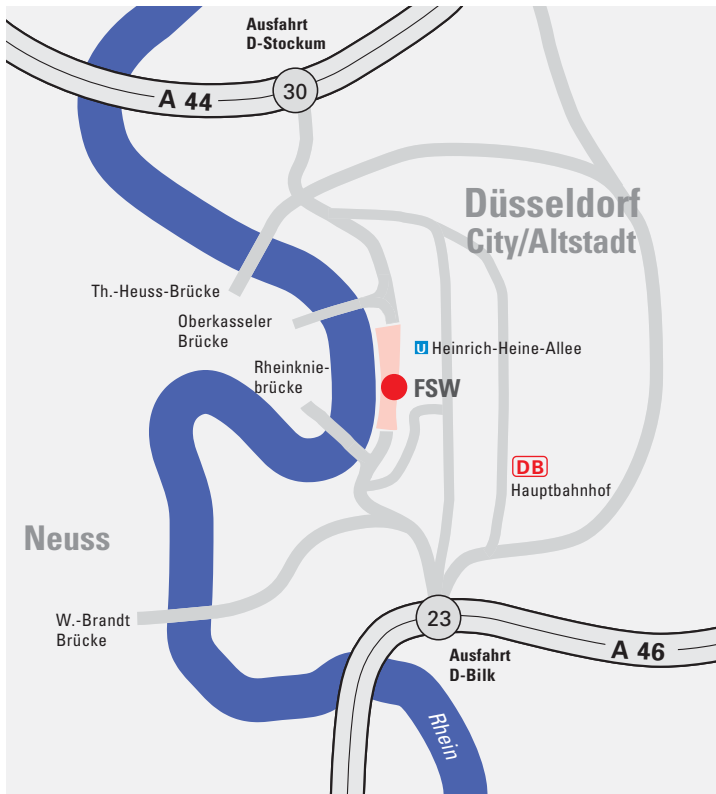 Ausfahrt
D-Stockum
A 44
30
Düsseldorf
City/Altstadt
Th.-Heuss-Brücke
Oberkasseler
Brücke
U Heinrich-Heine-Allee
Rheinknie-
brücke
FSW
DB
Hauptbahnhof
Neuss
W.-Brandt
Brücke
23
A 46
Ausfahrt
D-Bilk
Rhein